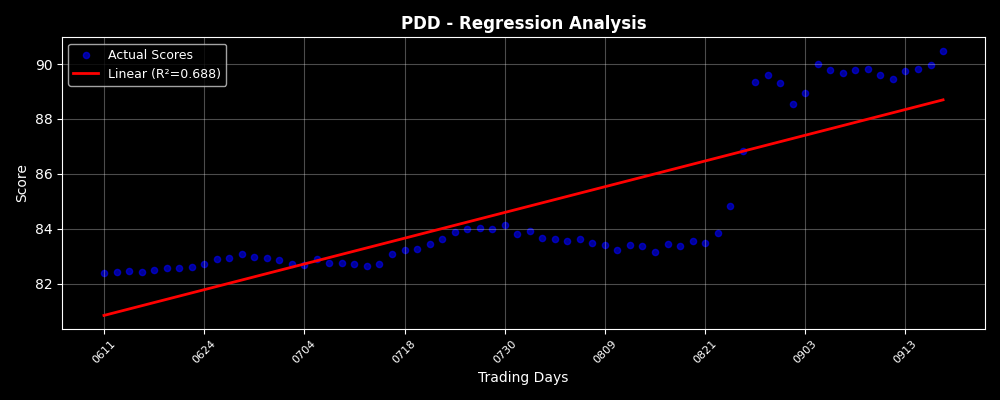 PDD - Regression Analysis
Actual Scores
Linear (R²=0.688)
90
88
86
84
82
Score
0611 0624 0704 0718 0730 0809 0821 0903 0913
Trading Days